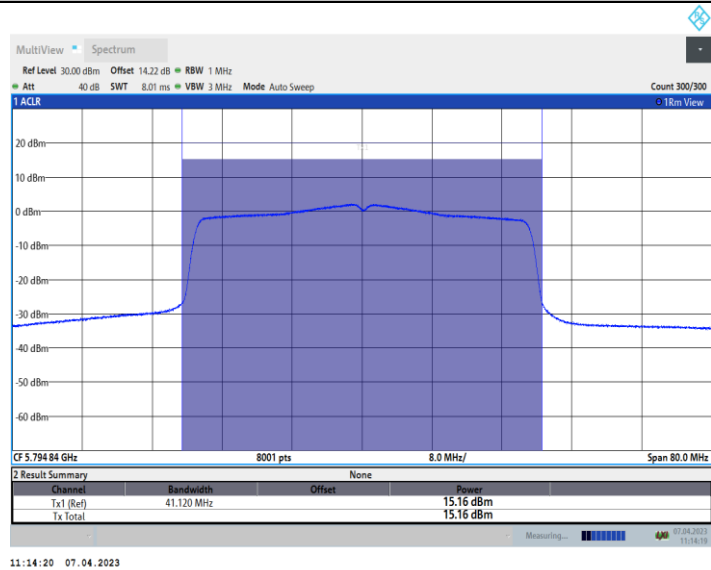 MultiView Spectrum
Ref Level 30.00 dBm Offset 14.22 dB RBW 1 MHz
Att 40 dB SWT 8.01 ms VBW 3 MHz Mode Auto Sweep Count 300/300
1 ACLR 1Rm View
20 dBm
10 dBm
0 dBm
-10 dBm
-20 dBm
-30 dBm
-40 dBm
-50 dBm
-60 dBm
CF 5.794 84 GHz 8001 pts 8.0 MHz/ Span 80.0 MHz
2 Result Summary None
Channel Bandwidth Offset Power
Tx1 (Ref) 41.120 MHz 15.16 dBm
Tx Total 15.16 dBm
Measuring... 07.04.2023
11:14:19
11:14:20 07.04.2023